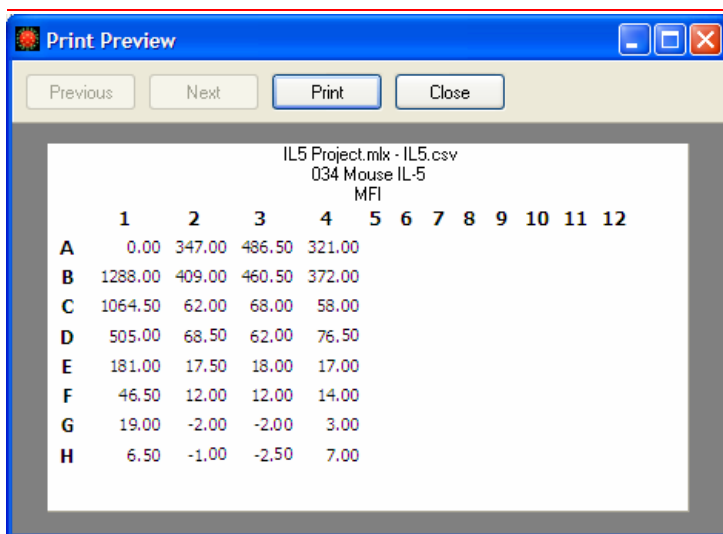 Print Preview
Previous Next Print Close
IL5 Project.mlx - IL5.csv
034 Mouse IL-5
MFI
1 2 3 4 5 6 7 8 9 10 11 12
A 0.00 347.00 486.50 321.00
B 1288.00 409.00 460.50 372.00
C 1064.50 62.00 68.00 58.00
D 505.00 68.50 62.00 76.50
E 181.00 17.50 18.00 17.00
F 46.50 12.00 12.00 14.00
G 19.00 -2.00 -2.00 3.00
H 6.50 -1.00 -2.50 7.00